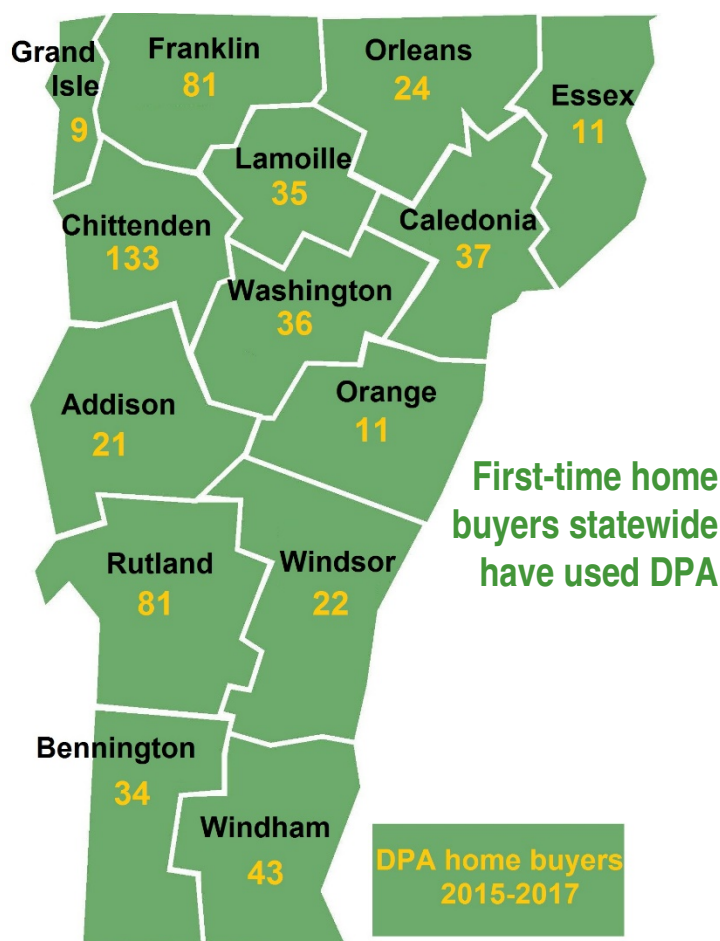 Grand
Isle
9
Franklin
81
Orleans
24
Essex
11
Lamoille
35
Chittenden
133
Caledonia
37
Washington
36
Addison
21
Orange
11
First-time home
buyers statewide
have used DPA
Rutland
81
Windsor
22
Bennington
34
Windham
43
DPA home buyers
2015-2017